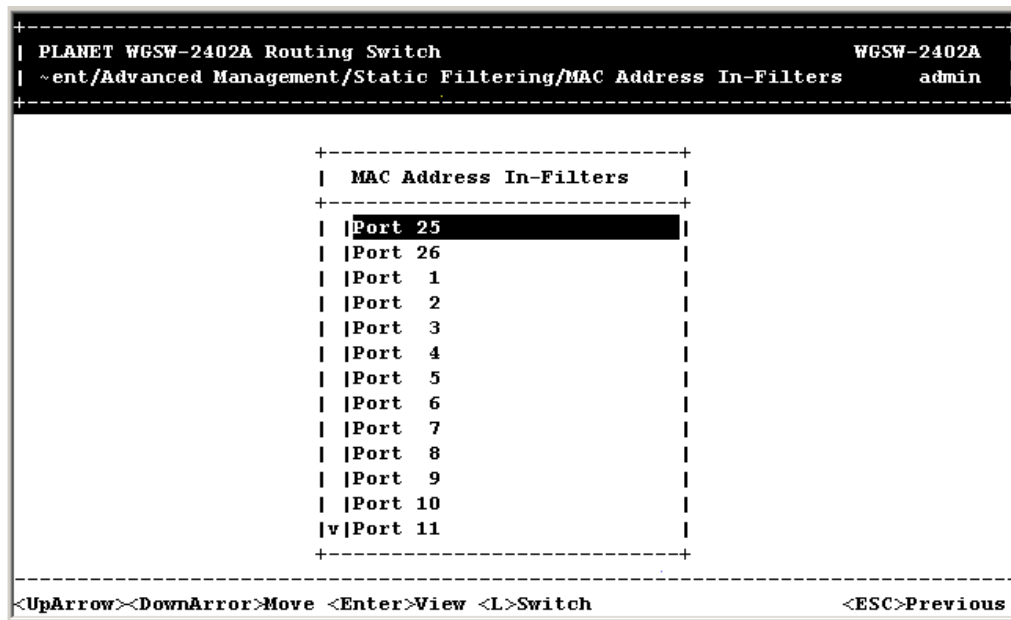 PLANET WGSW-2402A Routing Switch WGSW-2402A
~ent/Advanced Management/Static Filtering/MAC Address In-Filters admin
MAC Address In-Filters
Port 25
Port 26
Port 1
Port 2
Port 3
Port 4
Port 5
Port 6
Port 7
Port 8
Port 9
Port 10
v Port 11
<UpArrow><DownArror>Move <Enter>View <L>Switch <ESC>Previous